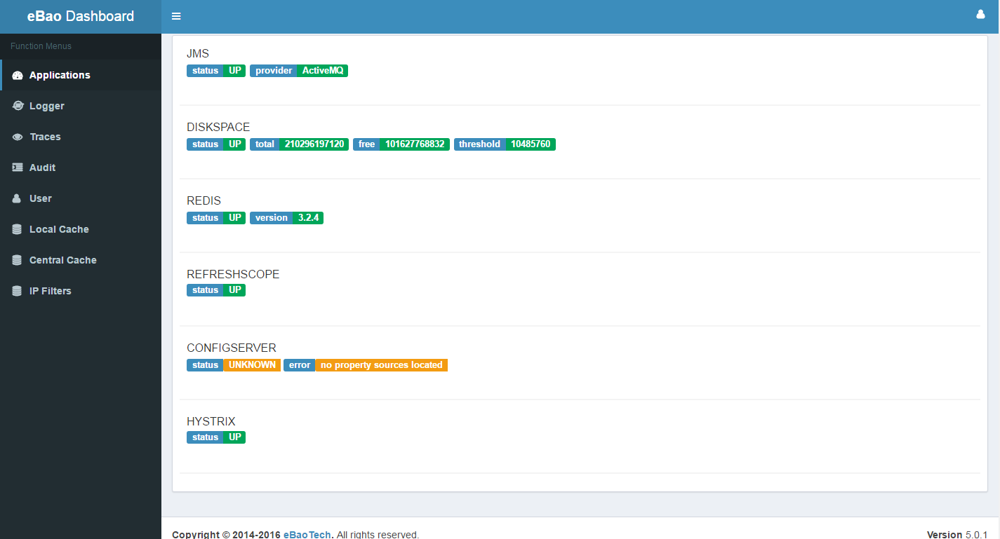 eBao Dashboard
Function Menus
Applications
Logger
Traces
Audit
User
Local Cache
Central Cache
IP Filters
JMS
status UP provider ActiveMQ
DISKSPACE
status UP total 210296197120 free 101627768832 threshold 10485760
REDIS
status UP version 3.2.4
REFRESHSCOPE
status UP
CONFIGSERVER
status UNKNOWN error no property sources located
HYSTRIX
status UP
Copyright © 2014-2016 eBaoTech. All rights reserved.
Version 5.0.1